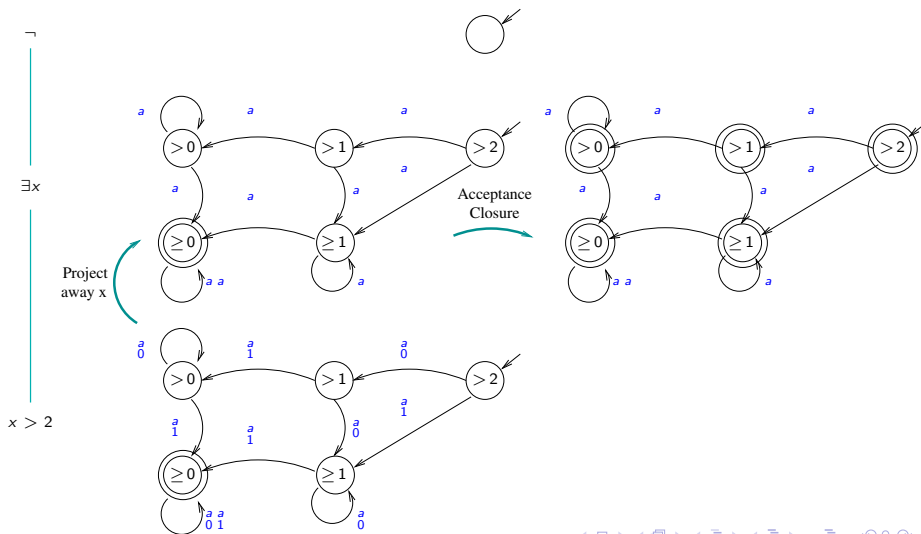 ¬
a a a a a a
> 0 > 1 > 2 > 0 > 1 > 2
a a
∃x a a a a a a
Acceptance
Closure
≥ 0 ≥ 1 ≥ 0 ≥ 1
Project
away x
a a a a a a
a a a
0 1 0
> 0 > 1 > 2
a
1
x > 2 a a a
1 1 0
≥ 0 ≥ 1
a a a
0 1 0